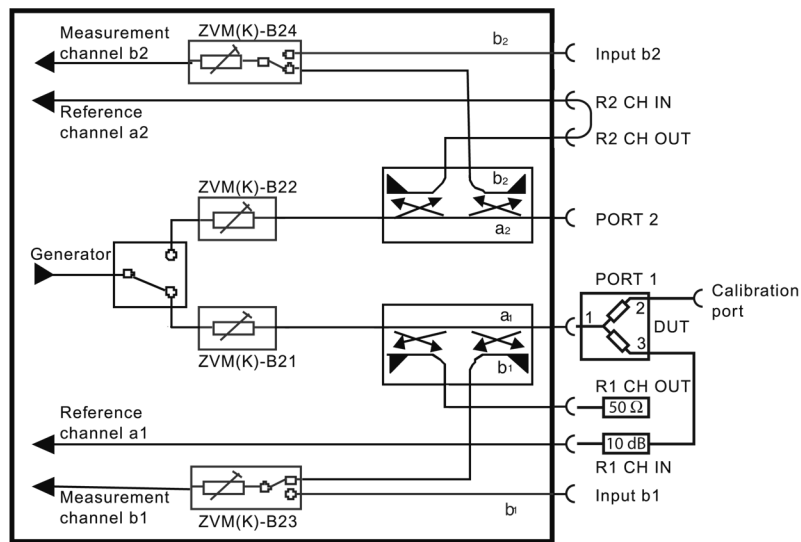 Measurement
channel b2
ZVM(K)-B24
b2
Input b2
R2 CH IN
Reference
channel a2
R2 CH OUT
b2
ZVM(K)-B22
a2
PORT 2
Generator
PORT 1
Calibration
port
a1
1
2
DUT
3
ZVM(K)-B21
b1
R1 CH OUT
50 Ω
Reference
channel a1
10 dB
R1 CH IN
Measurement
channel b1
ZVM(K)-B23
b1
Input b1